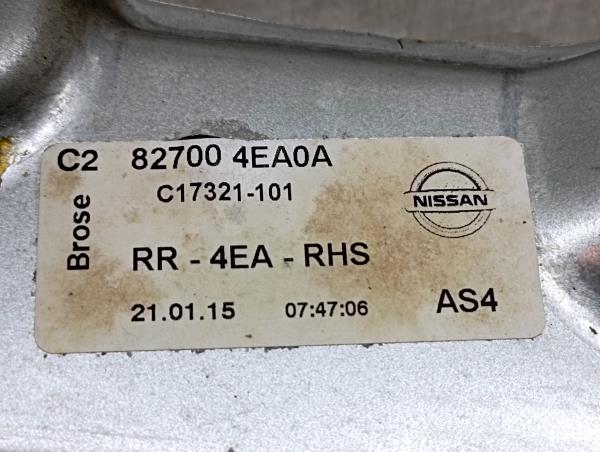 C2 82700 4EA0A
C17321-101
NISSAN
Brose
RR - 4EA - RHS
21.01.15 07:47:06 AS4